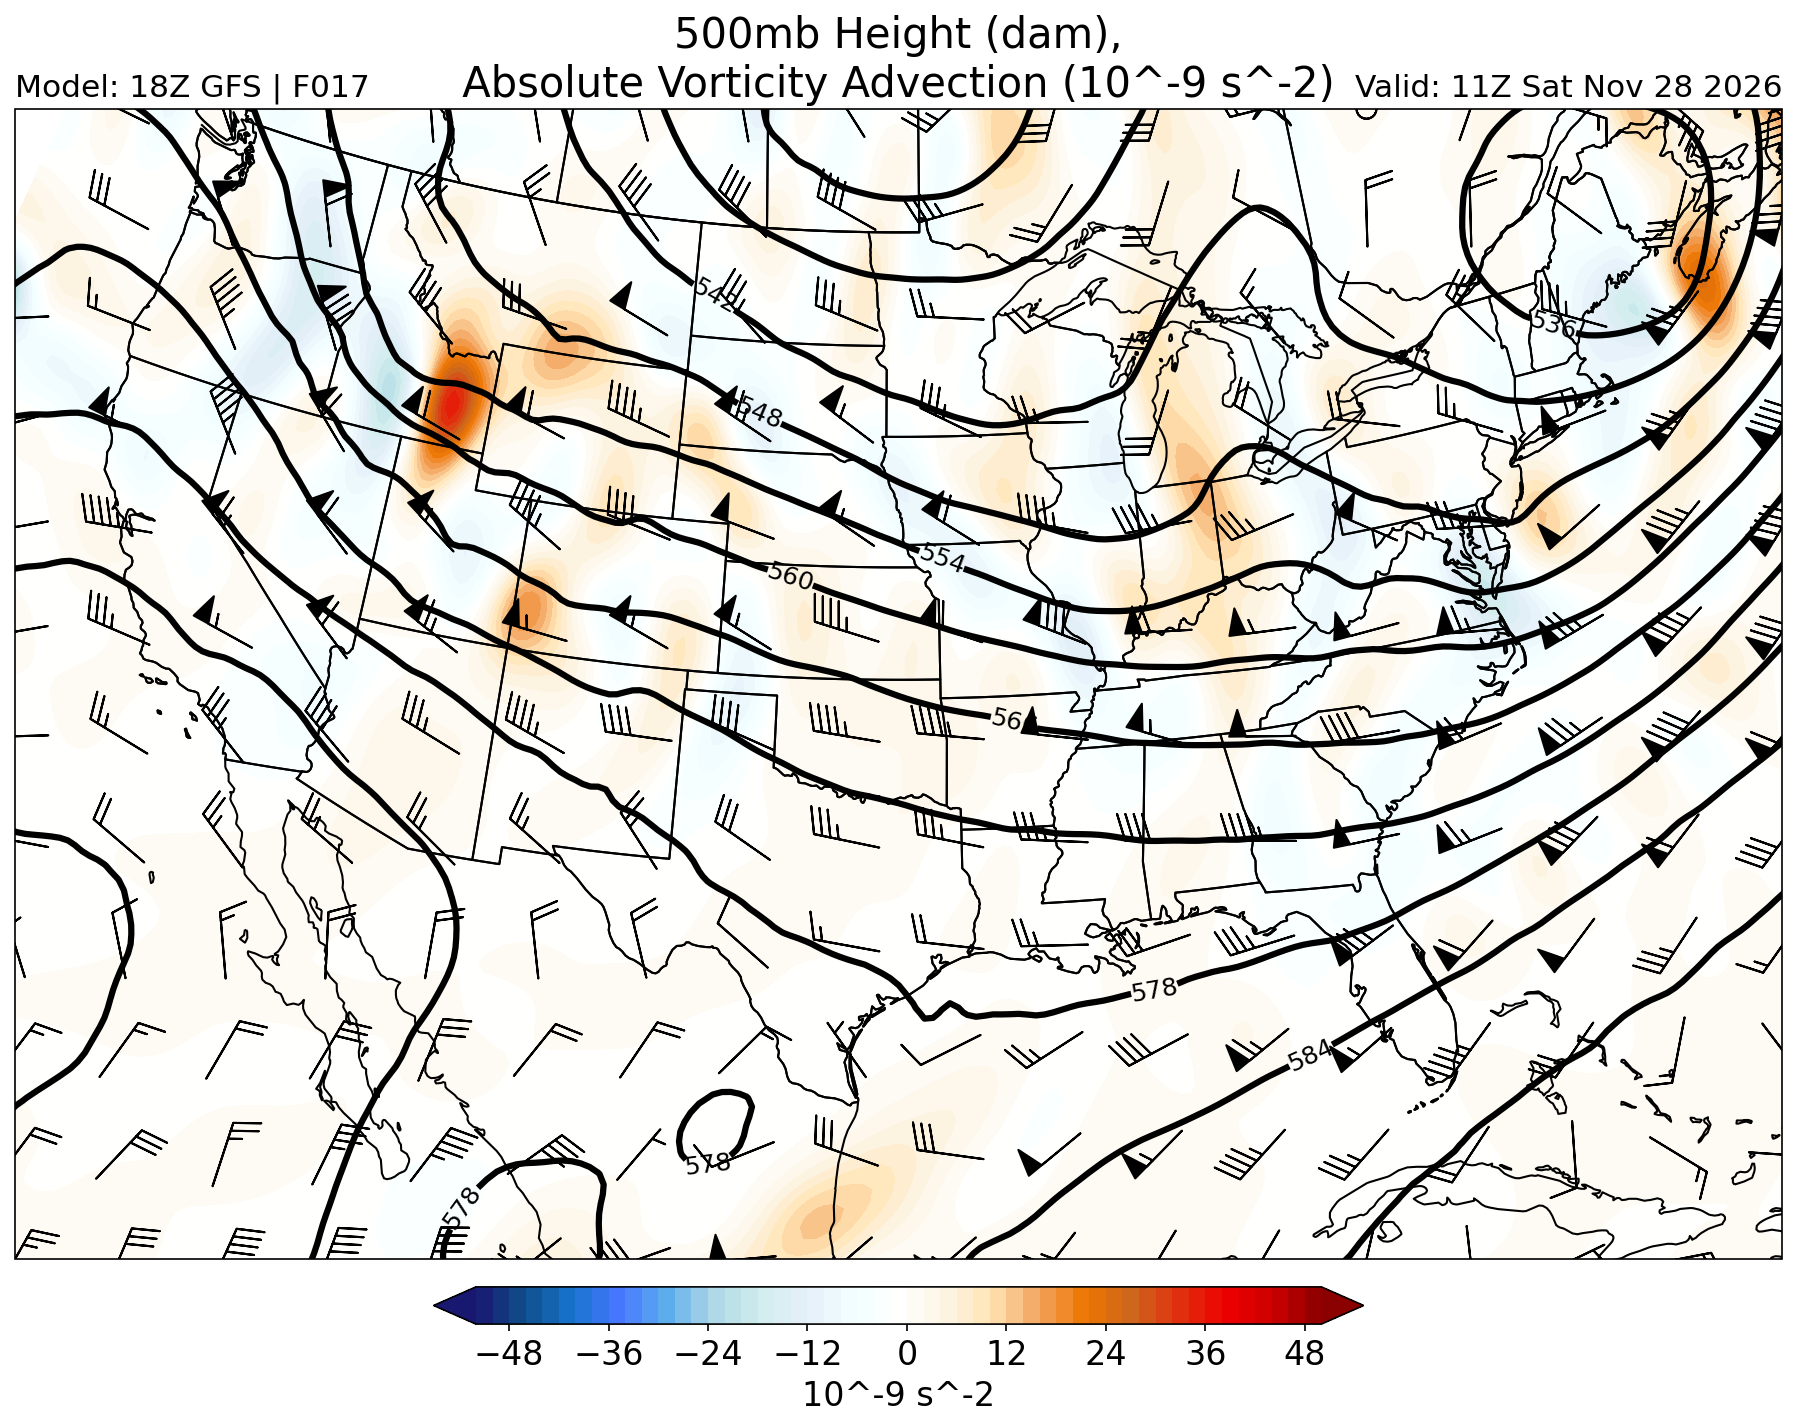 500mb Height (dam),
Model: 18Z GFS | F017
Absolute Vorticity Advection (10^-9 s^-2)
Valid: 11Z Sat Nov 28 2026
542
536
548
554
560
578
584
578
578
−48 −36 −24 −12 0 12 24 36 48
10^-9 s^-2